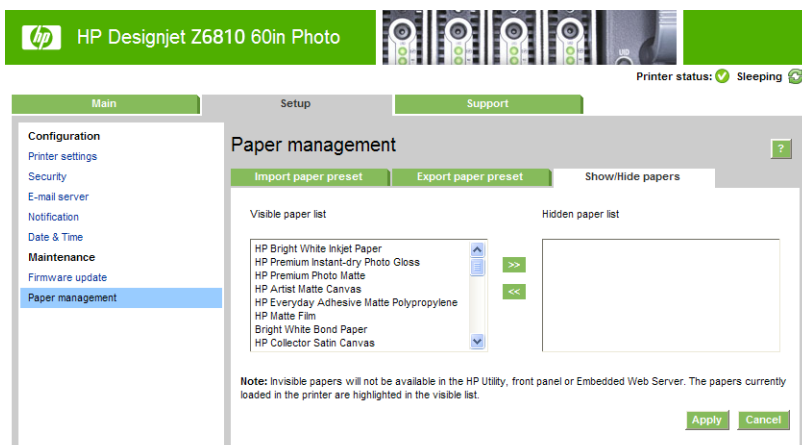 hp HP Designjet Z6810 60in Photo
UID
Printer status: Sleeping
Main Setup Support
Configuration
Printer settings
Security
E-mail server
Notification
Date & Time
Maintenance
Firmware update
Paper management
Paper management
?
Import paper preset Export paper preset Show/Hide papers
Visible paper list Hidden paper list
HP Bright White Inkjet Paper
HP Premium Instant-dry Photo Gloss
HP Premium Photo Matte
HP Artist Matte Canvas
HP Everyday Adhesive Matte Polypropylene
HP Matte Film
Bright White Bond Paper
HP Collector Satin Canvas
>>
<<
Note: Invisible papers will not be available in the HP Utility, front panel or Embedded Web Server. The papers currently
loaded in the printer are highlighted in the visible list.
Apply Cancel